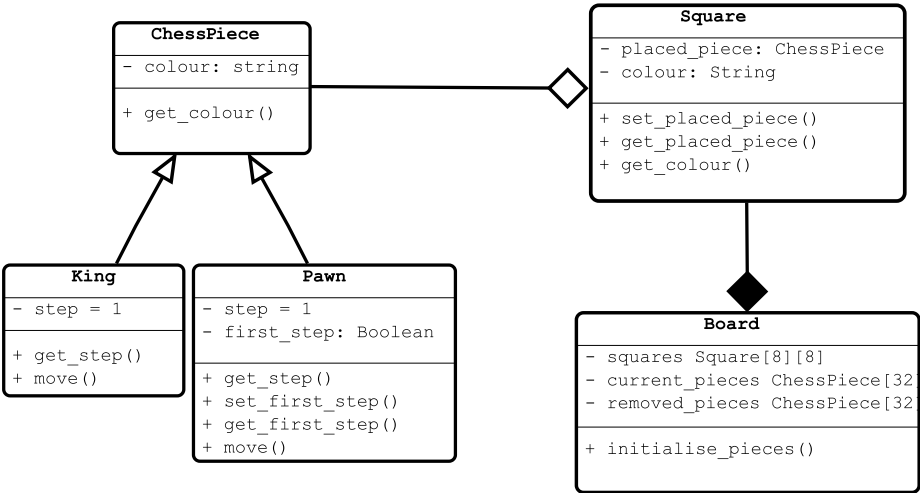 ChessPiece
- colour: string
+ get_colour()
Square
- placed_piece: ChessPiece
- colour: String
+ set_placed_piece()
+ get_placed_piece()
+ get_colour()
King
- step = 1
+ get_step()
+ move()
Pawn
- step = 1
- first_step: Boolean
+ get_step()
+ set_first_step()
+ get_first_step()
+ move()
Board
- squares Square[8][8]
- current_pieces ChessPiece[32]
- removed_pieces ChessPiece[32]
+ initialise_pieces()